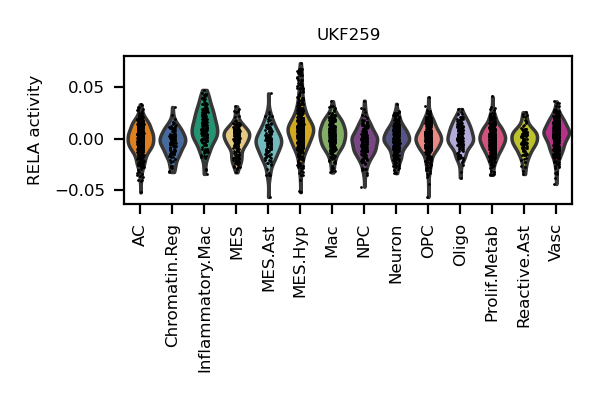 UKF259
RELA activity
0.05
0.00
−0.05
AC
Chromatin.Reg
Inflammatory.Mac
MES
MES.Ast
MES.Hyp
Mac
NPC
Neuron
OPC
Oligo
Prolif.Metab
Reactive.Ast
Vasc